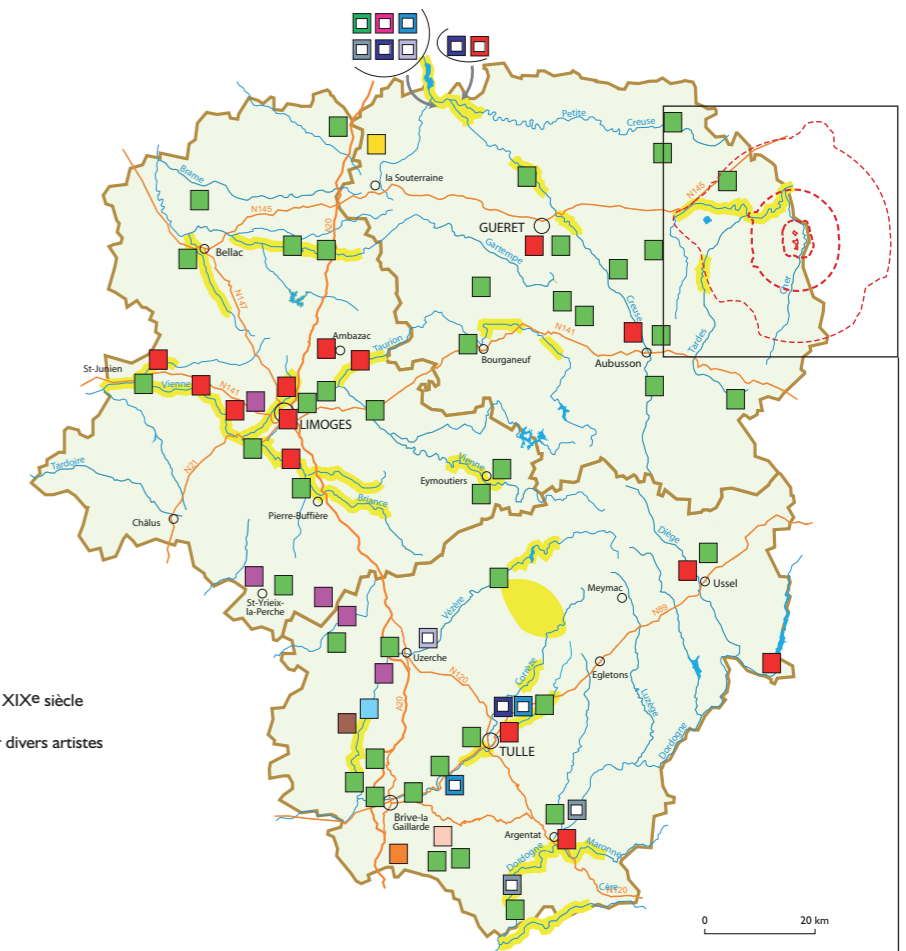 Petite
Creuse
la Souterraine
Brame
N145
N145
A20
GUERET
Gartempe
Bellac
N147
Creuse
Cher
Tardes
Ambazac
Taurion
N141
Bourganeuf
Aubusson
St-Junien
Vienne
N141
LIMOGES
Tardoire
N21
Vienne
Eymoutiers
Briance
Pierre-Buffière
Châlus
Diège
Ussel
Meymac
N89
St-Yrieix-
la-Perche
Vézère
Uzerche
N120
Corrèze
Egletons
Luzège
Dordogne
XIXe siècle
A20
r divers artistes
TULLE
Brive-la
Gaillarde
Argentat
Maronne
Dordogne
Cère
N120
0 20 km